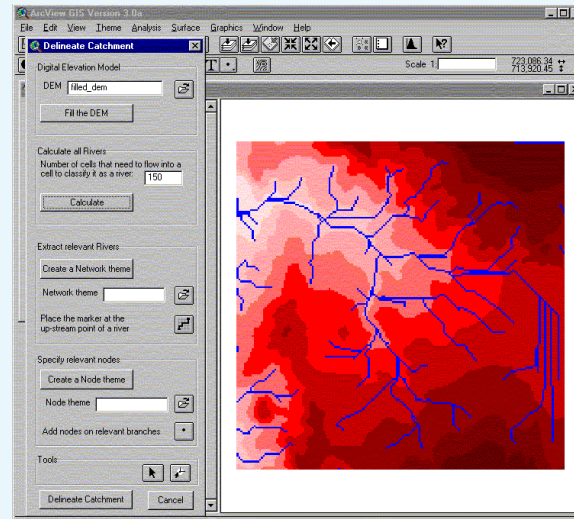 ArcView GIS Version 3.0a
File Edit View Theme Analysis Surface Graphics Window Help
Delineate Catchment
T
Scale 1:
723,086.34
713,920.45
Digital Elevation Model
DEM filled_dem
Fill the DEM
Calculate all Rivers
Number of cells that need to flow into a
cell to classify it as a river: 150
Calculate
Extract relevant Rivers
Create a Network theme
Network theme
Place the marker at the
up-stream point of a river
Specify relevant nodes
Create a Node theme
Node theme
Add nodes on relevant branches
Tools
Delineate Catchment Cancel